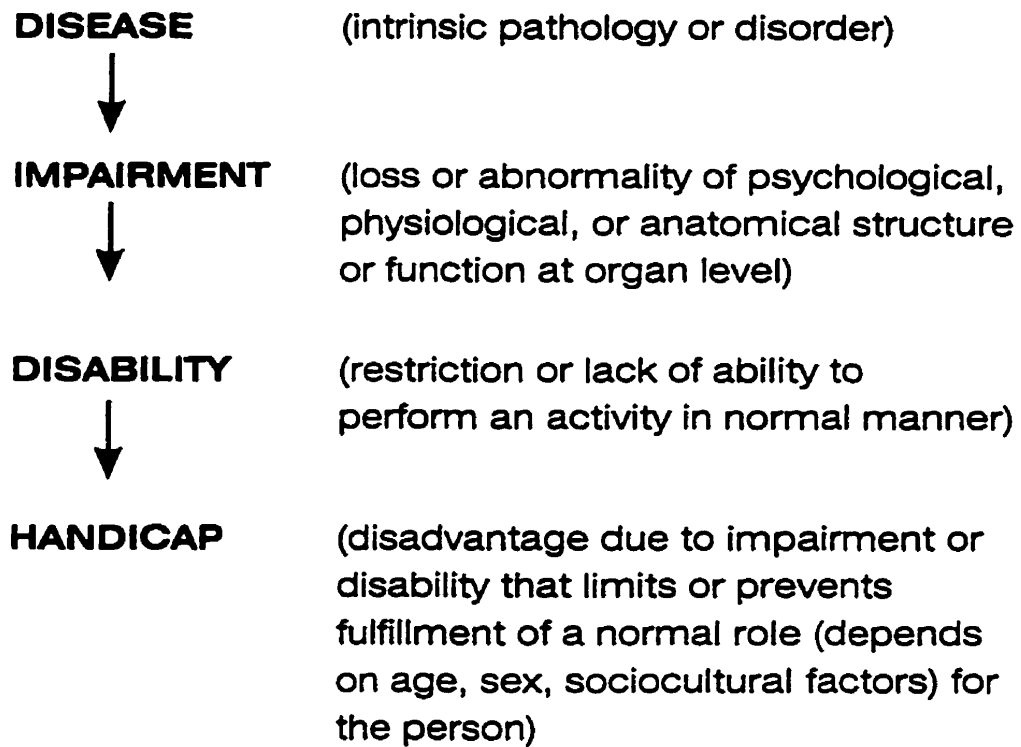 DISEASE (intrinsic pathology or disorder)
IMPAIRMENT (loss or abnormality of psychological,
physiological, or anatomical structure
or function at organ level)
DISABILITY (restriction or lack of ability to
perform an activity in normal manner)
HANDICAP (disadvantage due to impairment or
disability that limits or prevents
fulfillment of a normal role (depends
on age, sex, sociocultural factors) for
the person)